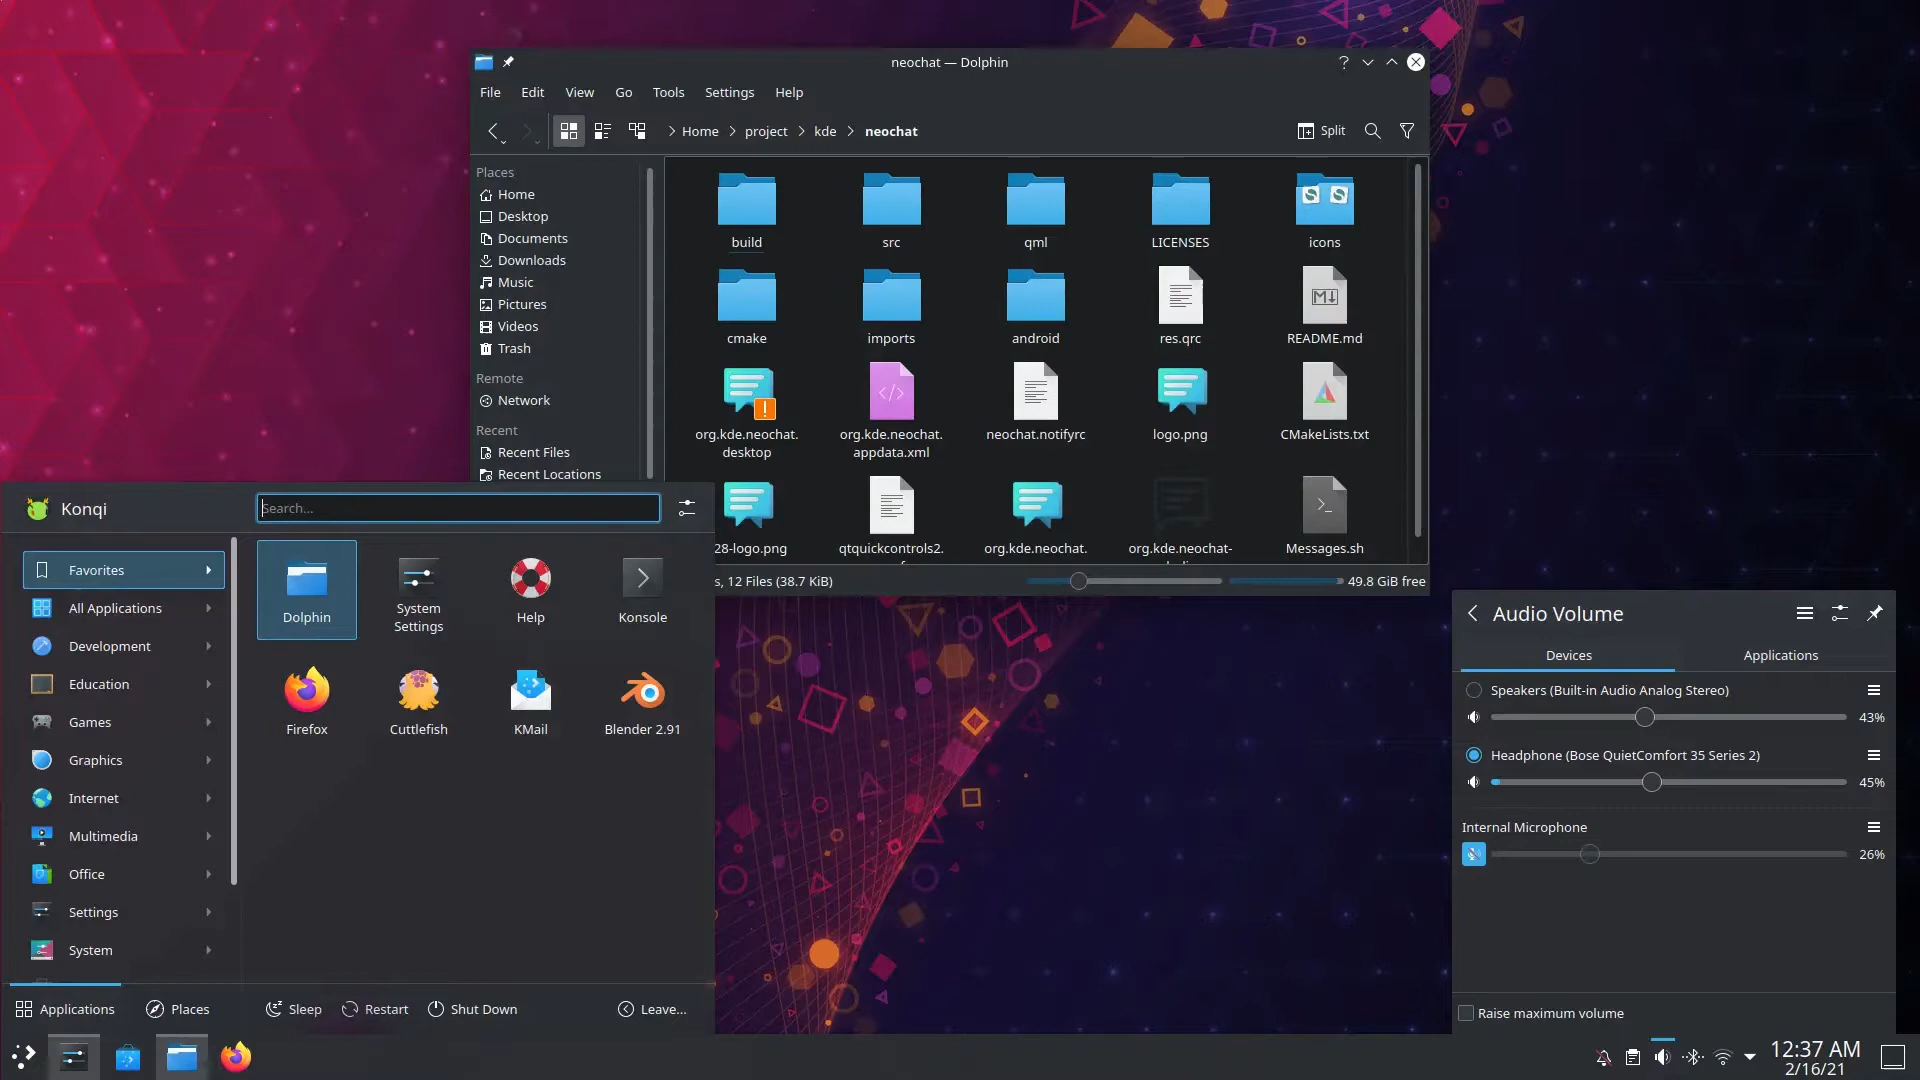 neochat — Dolphin
File Edit View Go Tools Settings Help
Home project kde neochat
Split
Places
Home
Desktop
Documents
Downloads
Music
Pictures
Videos
Trash
Remote
Network
Recent
Recent Files
Recent Locations
build src qml LICENSES icons
cmake imports android res.qrc README.md
org.kde.neochat.
desktop
org.kde.neochat.
appdata.xml
neochat.notifyrc
logo.png
CMakeLists.txt
28-logo.png qtquickcontrols2. org.kde.neochat. org.kde.neochat- Messages.sh
s, 12 Files (38.7 KiB)
49.8 GiB free
Konqi
Search...
Favorites
All Applications
Development
Education
Games
Graphics
Internet
Multimedia
Office
Settings
System
Dolphin
System
Settings
Help
Konsole
Firefox
Cuttlefish
KMail
Blender 2.91
Applications
Places
Sleep
Restart
Shut Down
Leave...
Audio Volume
Devices
Applications
Speakers (Built-in Audio Analog Stereo)
43%
Headphone (Bose QuietComfort 35 Series 2)
45%
Internal Microphone
26%
Raise maximum volume
12:37 AM
2/16/21